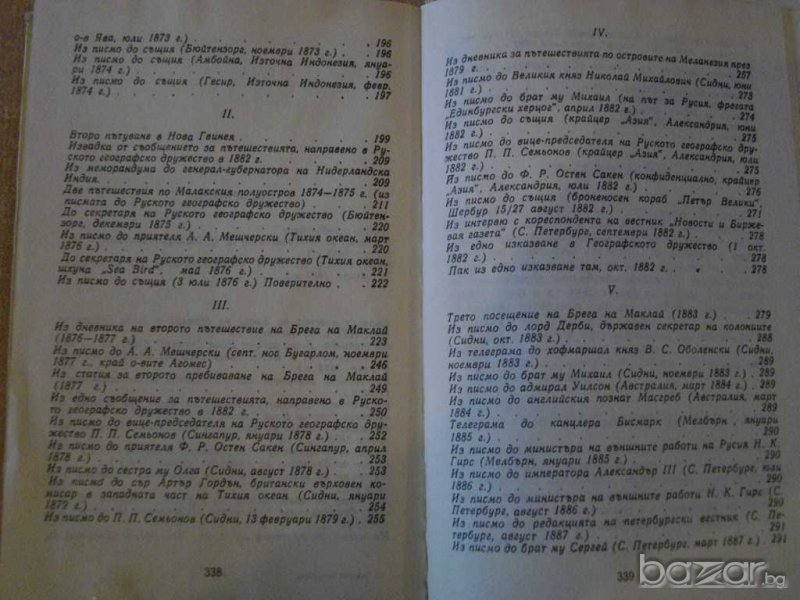 о-в Ява, юли 1873 г.) . . . . . . . 196
Из писмо до същия (Бюйтензорг, ноември 1873 г.) . 196
Из писмо до същия (Амбойна, Източна Индонезия, януа-
ри 1874 г.) . . . . . . . 196
Из писмо до същия (Гесир, Източна Индонезия, февр.
1874 г.) . . . . . . . 197
II.
Второ пътуване в Нова Гвинея . . . . . 199
Извадка от съобщението за пътешествията, направено в Рус-
ското географско дружество в 1882 г. . . . . 209
Из меморандума до генерал-губернатора на Нидерландска
Индия. . . . . . . . 209
Две пътешествия по Малакския полуостров 1874—1875 г. (из
писмата до Руското географско дружество) . . . 211
До секретаря на Руското географско дружество (Бюйтен-
зорг, декември 1875 г.) . . . . . . 220
Из писмо до приятеля А. А. Мешчерски (Тихия океан, март
1876 г.) . . . . . . . 220
До секретаря на Руското географско дружество (Тихия океан,
шхуна „Sea Bird", май 1876 г.) . . . . 221
Из писмо до същия (3 юли 1876 г.) Поверително . . 222
III.
Из дневника на второто пътешествие на Брега на Маклай
(1876—1877 г.) . . . . . . . 223
Из писмо до А. А. Мешчерски (септ. нос Бугарлом, ноември
1877 г., край о-вите Агомес) . . . . . 246
Из статия за второто пребиваване на Брега на Маклай
(1877 г.) . . . . . . . 249
Из едно съобщение за пътешествията, направено в Рус-
ското географско дружество в 1882 г. . . . . 250
Из писмо до вице-председателя на Руското географско дру-
жество П. П. Семьонов (Сингапур, януари 1878 г.) . 252
Из писмо до приятеля Ф. Р. Остен Сакен (Сингапур, април
1878 г.) . . . . . . . 253
Из писмо до сестра му Олга (Сидни, август 1878 г.) . 253
Из писмо до сър Артър Гордън, британски върховен ко-
мисар в западната част на Тихия океан (Сидни, януари
1879 г.) . . . . . . . 254
Из писмо до П. П. Семьонов (Сидни, 13 февруари 1879 г.) . 255
338
IV.
Из дневника за пътешествията по островите на Меланезия през
1879 г. . . . . . . . 257
Из писмо до Великия княз Николай Михайлович (Сидни, юни
1881 г.) . . . . . . . 273
Из писмо до брат му Михаил (на път за Русия, фрегата
„Единбургски херцог", април 1882 г.) . . . . 274
Из писмо до същия (крайцер „Азия", Александрия, юни
1882 г.) . . . . . . . 275
Из писмо до вице-председателя на Руското географско дру-
жество П. П. Семьонов (крайцер „Азия", Александрия, юли
1882 г.) . . . . . . . 275
Из писмо до Ф. Р. Остен Сакен (конфиденциално, крайцер
„Азия", Александрия, юли 1882 г.) . . . . 276
Из писмо до същия (броненосен кораб „Петър Велики",
Шербур 15/27 август 1882 г.) . . . . . 271
Из интервю с кореспондента на вестник „Новости и Бирже-
вая газета" (С. Петербург, септември 1882 г.) . . 278
Из едно изказване в Географското дружество (1 окт.
1882 г.) . . . . . . . 278
Пак из едно изказване там, окт. 1882 г. . . . 278
V.
Трето посещение на Брега на Маклай (1883 г.) . . 279
Из писмо до лорд Дерби, държавен секретар на колониите
(Сидни, окт. 1883 г.) . . . . . . 288
Из телеграма до хофмаршал княз В. С. Оболенски (Сидни,
ноември 1883 г.) . . . . . . 289
Из писмо до брат му Михаил (Сидни, ноември 1883 г.) . 289
Из писмо до адмирал Уилсон (Австралия, март 1884 г.) . 289
Из писмо до английския познат Масгреб (Австралия, март
1884 г.) . . . . . . . 289
Телеграма до канцлера Бисмарк (Мелбърн, януари
1885 г.) . . . . . . . 290
Из писмо до министъра на външните работи на Русия Н. К.
Гирс (Мелбърн, януари 1885 г.) . . . . 290
Из писмо до императора Александър III (С. Петербург, юли
1886 г.) . . . . . . . 290
Из писмо до министъра на външните работи Н. К. Гирс (С.
Петербург, август 1886 г.) . . . . . 290
Из писмо до редакцията на петербургски вестник (С. Пе-
тербург, август 1887 г.) . . . . . 291
Из писмо до брат му Сергей (С. Петербург, март 1887 г.) . 291
339
bazar.bg